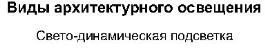 Виды архитектурного освещения
Свето-динамическая подсветка